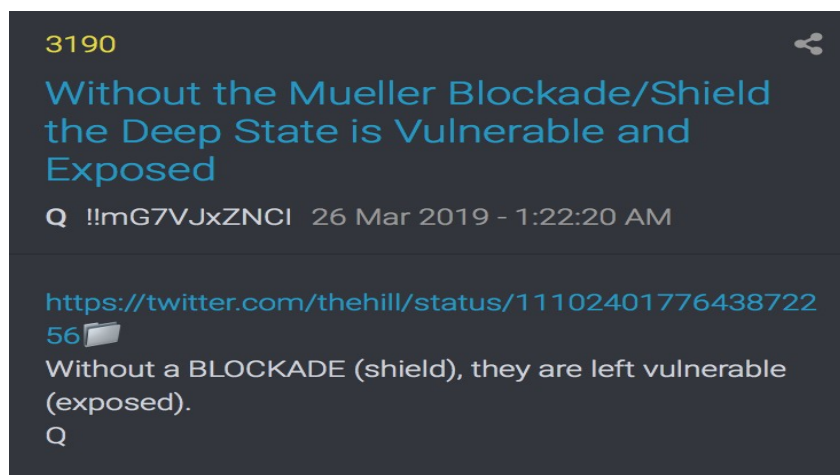 3190
Without the Mueller Blockade/Shield
the Deep State is Vulnerable and
Exposed
Q !!mG7VJxZNCI 26 Mar 2019 - 1:22:20 AM
https://twitter.com/thehill/status/11102401776438722
56
Without a BLOCKADE (shield), they are left vulnerable
(exposed).
Q